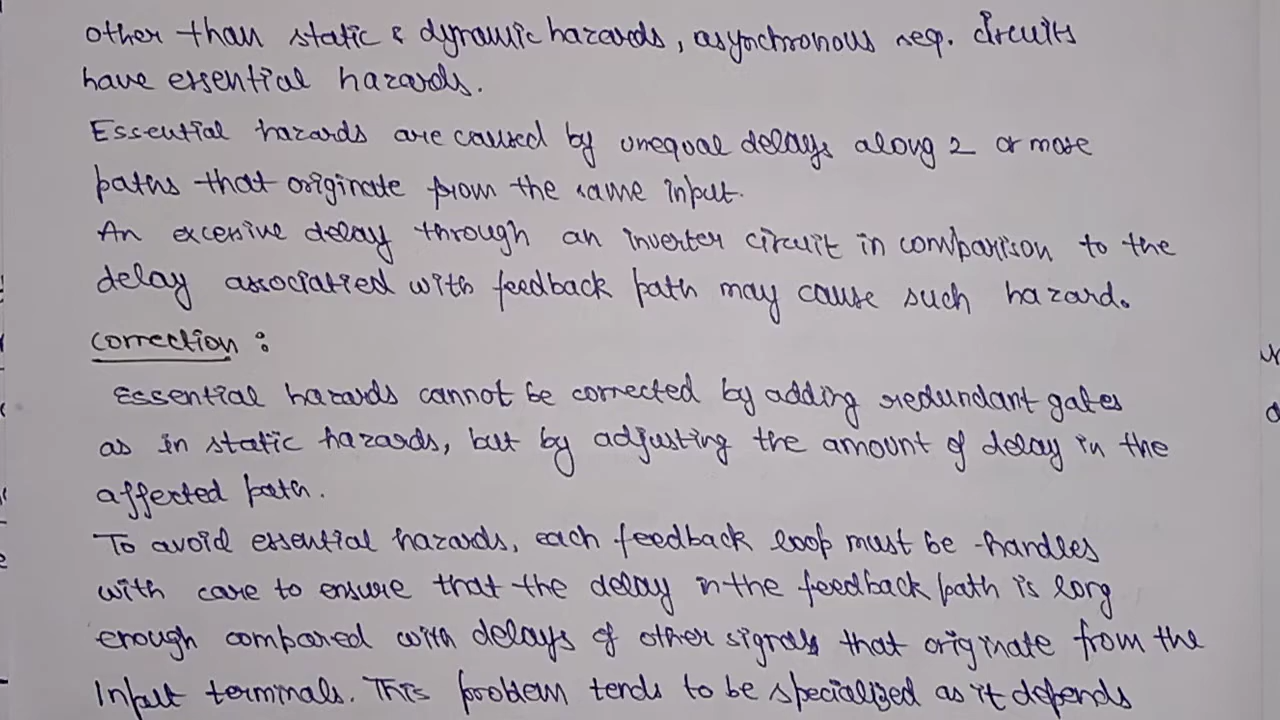 other than static & dynamic hazards, asynchronous seq. circuits
have essential hazards.
Essential hazards are caused by unequal delays along 2 or more
paths that originate from the same input.
An excessive delay through an inverter circuit in comparison to the
delay associatied with feedback path may cause such hazard.
Correction :
Essential hazards cannot be corrected by adding redundant gates
as in static hazards, but by adjusting the amount of delay in the
affected path.
To avoid essential hazards, each feedback loop must be handles
with care to ensure that the delay in the feedback path is long
enough compared with delays of other signals that originate from the
Input terminals. This problem tends to be specialized as it depends